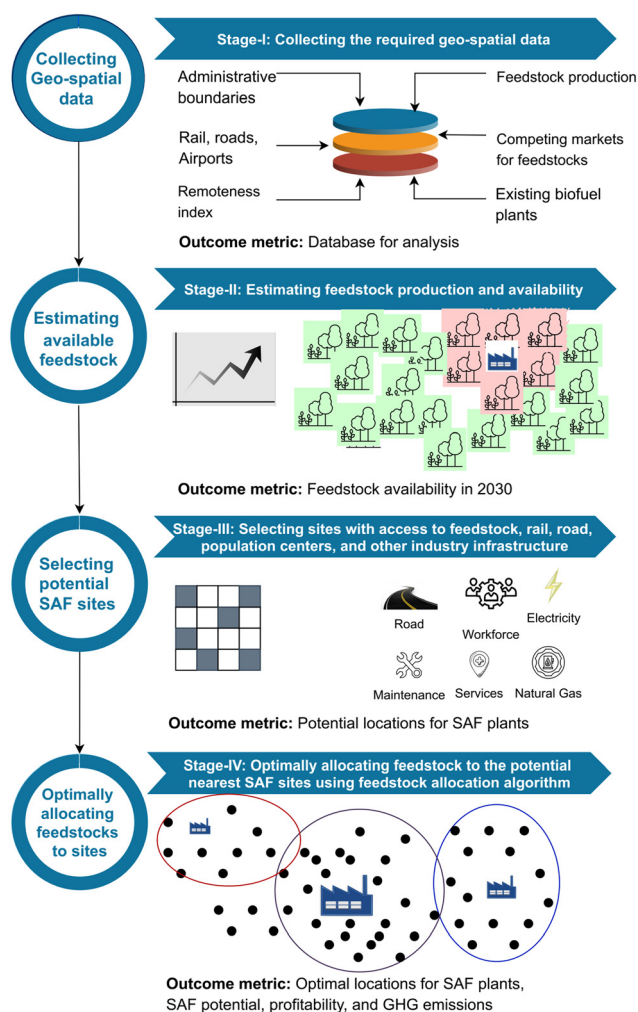 Collecting
Geo-spatial
data
Stage-I: Collecting the required geo-spatial data
Administrative
boundaries
Feedstock production
Rail, roads,
Airports
Competing markets
for feedstocks
Remoteness
index
Existing biofuel
plants
Outcome metric: Database for analysis
Estimating
available
feedstock
Stage-II: Estimating feedstock production and availability
Outcome metric: Feedstock availability in 2030
Selecting
potential
SAF sites
Stage-III: Selecting sites with access to feedstock, rail, road,
population centers, and other industry infrastructure
Road
Workforce
Electricity
Maintenance
Services
Natural Gas
Outcome metric: Potential locations for SAF plants
Optimally
allocating
feedstocks
to sites
Stage-IV: Optimally allocating feedstock to the potential
nearest SAF sites using feedstock allocation algorithm
Outcome metric: Optimal locations for SAF plants,
SAF potential, profitability, and GHG emissions